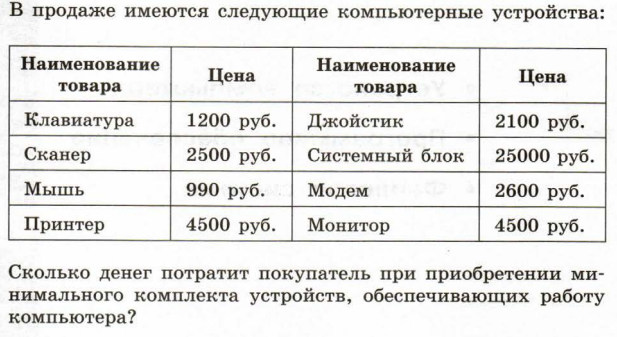 В продаже имеются следующие компьютерные устройства:
Наименование товара Цена Наименование товара Цена
Клавиатура 1200 руб. Джойстик 2100 руб.
Сканер 2500 руб. Системный блок 25000 руб.
Мышь 990 руб. Модем 2600 руб.
Принтер 4500 руб. Монитор 4500 руб.
Сколько денег потратит покупатель при приобретении ми-
нимального комплекта устройств, обеспечивающих работу
компьютера?